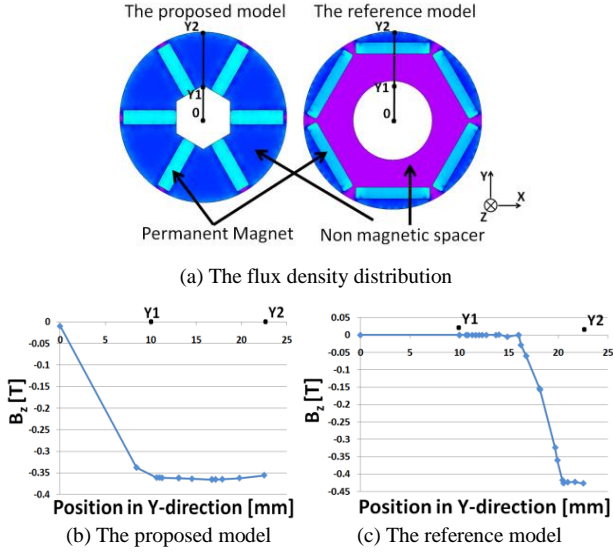 The proposed model The reference model
Y2 Y2
Y1 Y1
0 0
Y
Z X
Permanent Magnet Non magnetic spacer
(a) The flux density distribution
Y1 Y2
0
-0.05
-0.1
-0.15
-0.2
-0.25
-0.3
-0.35
-0.4
0 5 10 15 20 25
Bz [T]
Position in Y-direction [mm]
(b) The proposed model
Y1 Y2
0.05
0
-0.05
-0.1
-0.15
-0.2
-0.25
-0.3
-0.35
-0.4
-0.45
0 5 10 15 20 25
Bz [T]
Position in Y-direction [mm]
(c) The reference model